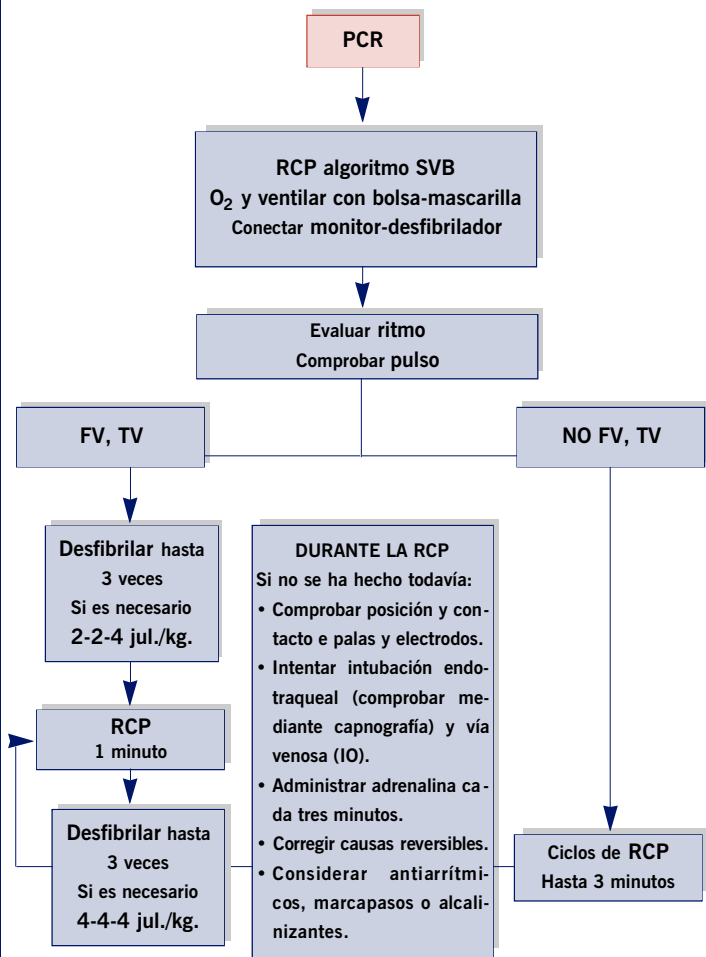 PCR
RCP algoritmo SVB
O₂ y ventilar con bolsa-mascarilla
Conectar monitor-desfibrilador
Evaluar ritmo
Comprobar pulso
FV, TV
NO FV, TV
Desfibrilar hasta
3 veces
Si es necesario
2-2-4 jul./kg.
RCP
1 minuto
Desfibrilar hasta
3 veces
Si es necesario
4-4-4 jul./kg.
DURANTE LA RCP
Si no se ha hecho todavía:
• Comprobar posición y con-
tacto e palas y electrodos.
• Intentar intubación endo-
traqueal (comprobar me-
diante capnografía) y vía
venosa (IO).
• Administrar adrenalina ca-
da tres minutos.
• Corregir causas reversibles.
• Considerar antiarrítmi-
cos, marcapasos o alcali-
nizantes.
Ciclos de RCP
Hasta 3 minutos